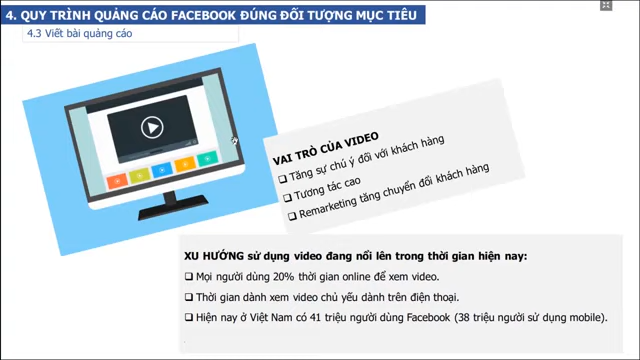 4. QUY TRÌNH QUẢNG CÁO FACEBOOK ĐÚNG ĐỐI TƯỢNG MỤC TIÊU
4.3 Viết bài quảng cáo
VAI TRÒ CỦA VIDEO
Tăng sự chú ý đối với khách hàng
Tương tác cao
Remarketing tăng chuyển đổi khách hàng
XU HƯỚNG sử dụng video đang nổi lên trong thời gian hiện nay:
Mọi người dùng 20% thời gian online để xem video.
Thời gian dành xem video chủ yếu dành trên điện thoại.
Hiện nay ở Việt Nam có 41 triệu người dùng Facebook (38 triệu người sử dụng mobile).